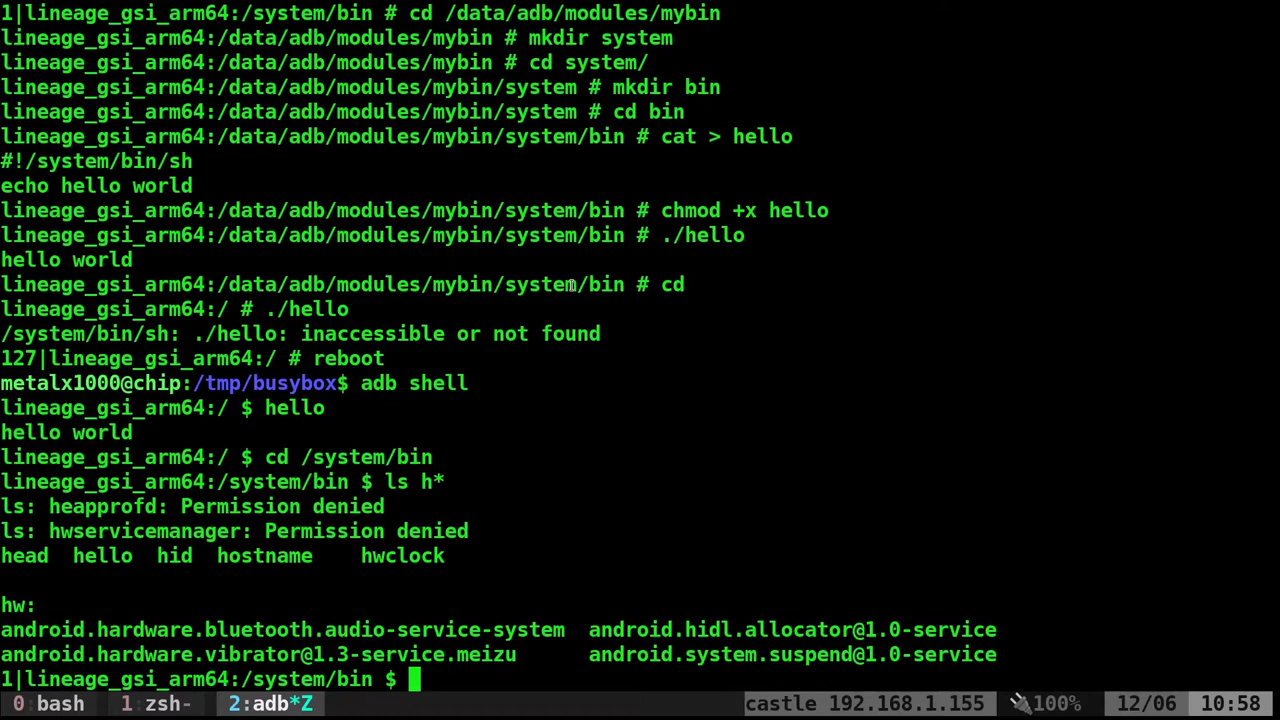 1|lineage_gsi_arm64:/system/bin # cd /data/adb/modules/mybin
lineage_gsi_arm64:/data/adb/modules/mybin # mkdir system
lineage_gsi_arm64:/data/adb/modules/mybin # cd system/
lineage_gsi_arm64:/data/adb/modules/mybin/system # mkdir bin
lineage_gsi_arm64:/data/adb/modules/mybin/system # cd bin
lineage_gsi_arm64:/data/adb/modules/mybin/system/bin # cat > hello
#!/system/bin/sh
echo hello world
lineage_gsi_arm64:/data/adb/modules/mybin/system/bin # chmod +x hello
lineage_gsi_arm64:/data/adb/modules/mybin/system/bin # ./hello
hello world
lineage_gsi_arm64:/data/adb/modules/mybin/system/bin # cd
lineage_gsi_arm64:/ # ./hello
/system/bin/sh: ./hello: inaccessible or not found
127|lineage_gsi_arm64:/ # reboot
metalx1000@chip:/tmp/busybox$ adb shell
lineage_gsi_arm64:/ $ hello
hello world
lineage_gsi_arm64:/ $ cd /system/bin
lineage_gsi_arm64:/system/bin $ ls h*
ls: heapprofd: Permission denied
ls: hwservicemanager: Permission denied
head  hello  hid  hostname    hwclock
hw:
android.hardware.bluetooth.audio-service-system  android.hidl.allocator@1.0-service
android.hardware.vibrator@1.3-service.meizu      android.system.suspend@1.0-service
1|lineage_gsi_arm64:/system/bin $
0:bash  1:zsh-  2:adb*Z  castle 192.168.1.155  100%  12/06  10:58